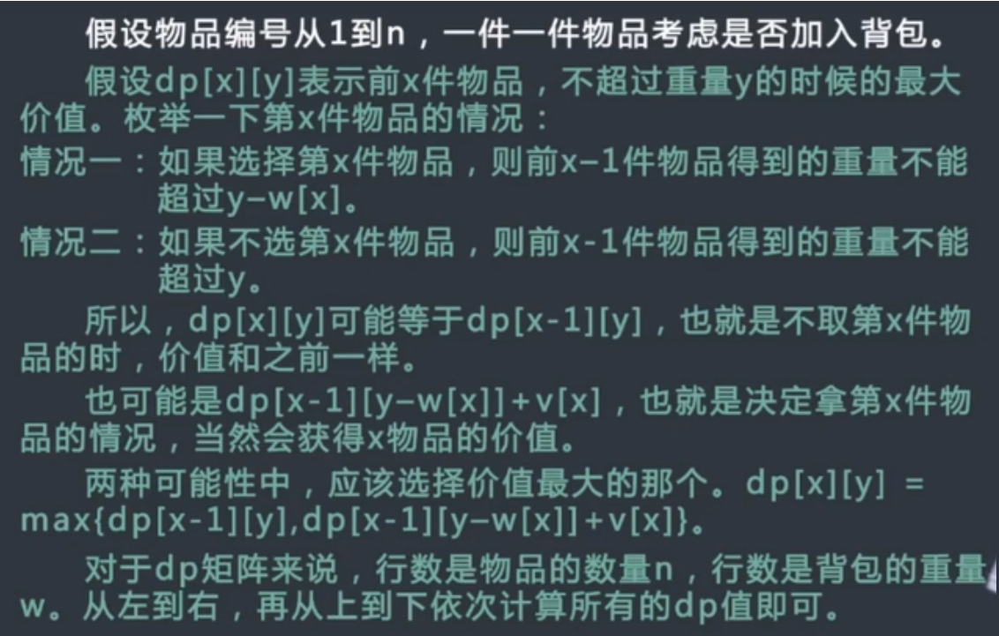 假设物品编号从1到n，一件一件物品考虑是否加入背包。
假设dp[x][y]表示前x件物品，不超过重量y的时候的最大
价值。枚举一下第x件物品的情况：
情况一：如果选择第x件物品，则前x–1件物品得到的重量不能
超过y–w[x]。
情况二：如果不选第x件物品，则前x-1件物品得到的重量不能
超过y。
所以，dp[x][y]可能等于dp[x-1][y]，也就是不取第x件物
品的时，价值和之前一样。
也可能是dp[x-1][y–w[x]]+v[x]，也就是决定拿第x件物
品的情况，当然会获得x物品的价值。
两种可能性中，应该选择价值最大的那个。dp[x][y] =
max{dp[x-1][y],dp[x-1][y–w[x]]+v[x]}。
对于dp矩阵来说，行数是物品的数量n，行数是背包的重量
w。从左到右，再从上到下依次计算所有的dp值即可。